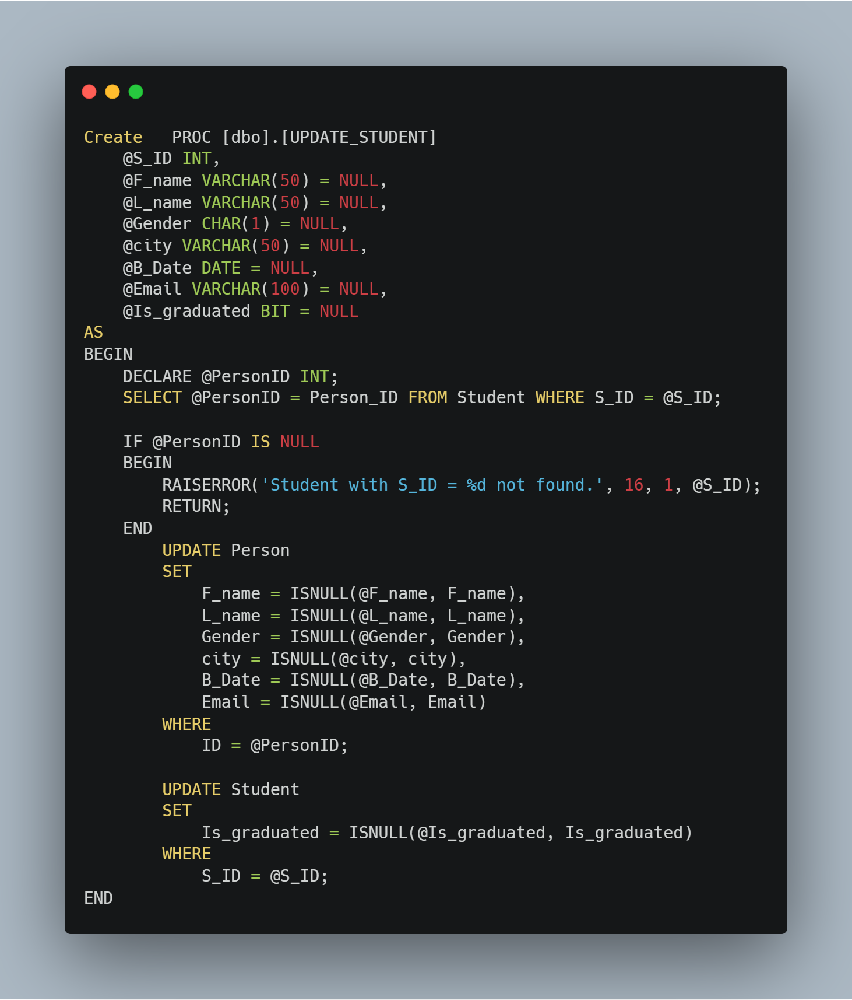 Create   PROC [dbo].[UPDATE_STUDENT]
    @S_ID INT,
    @F_name VARCHAR(50) = NULL,
    @L_name VARCHAR(50) = NULL,
    @Gender CHAR(1) = NULL,
    @city VARCHAR(50) = NULL,
    @B_Date DATE = NULL,
    @Email VARCHAR(100) = NULL,
    @Is_graduated BIT = NULL
AS
BEGIN
    DECLARE @PersonID INT;
    SELECT @PersonID = Person_ID FROM Student WHERE S_ID = @S_ID;

    IF @PersonID IS NULL
    BEGIN
        RAISERROR('Student with S_ID = %d not found.', 16, 1, @S_ID);
        RETURN;
    END
        UPDATE Person
        SET
            F_name = ISNULL(@F_name, F_name),
            L_name = ISNULL(@L_name, L_name),
            Gender = ISNULL(@Gender, Gender),
            city = ISNULL(@city, city),
            B_Date = ISNULL(@B_Date, B_Date),
            Email = ISNULL(@Email, Email)
        WHERE
            ID = @PersonID;

        UPDATE Student
        SET
            Is_graduated = ISNULL(@Is_graduated, Is_graduated)
        WHERE
            S_ID = @S_ID;
END